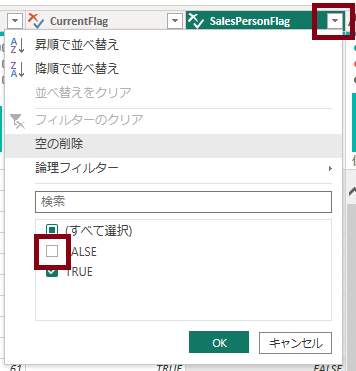 CurrentFlag SalesPersonFlag
昇順で並べ替え
降順で並べ替え
並べ替えをクリア
フィルターのクリア
空の削除
論理フィルター
検索
(すべて選択)
FALSE
TRUE
OK キャンセル
61 TRUE FALSE